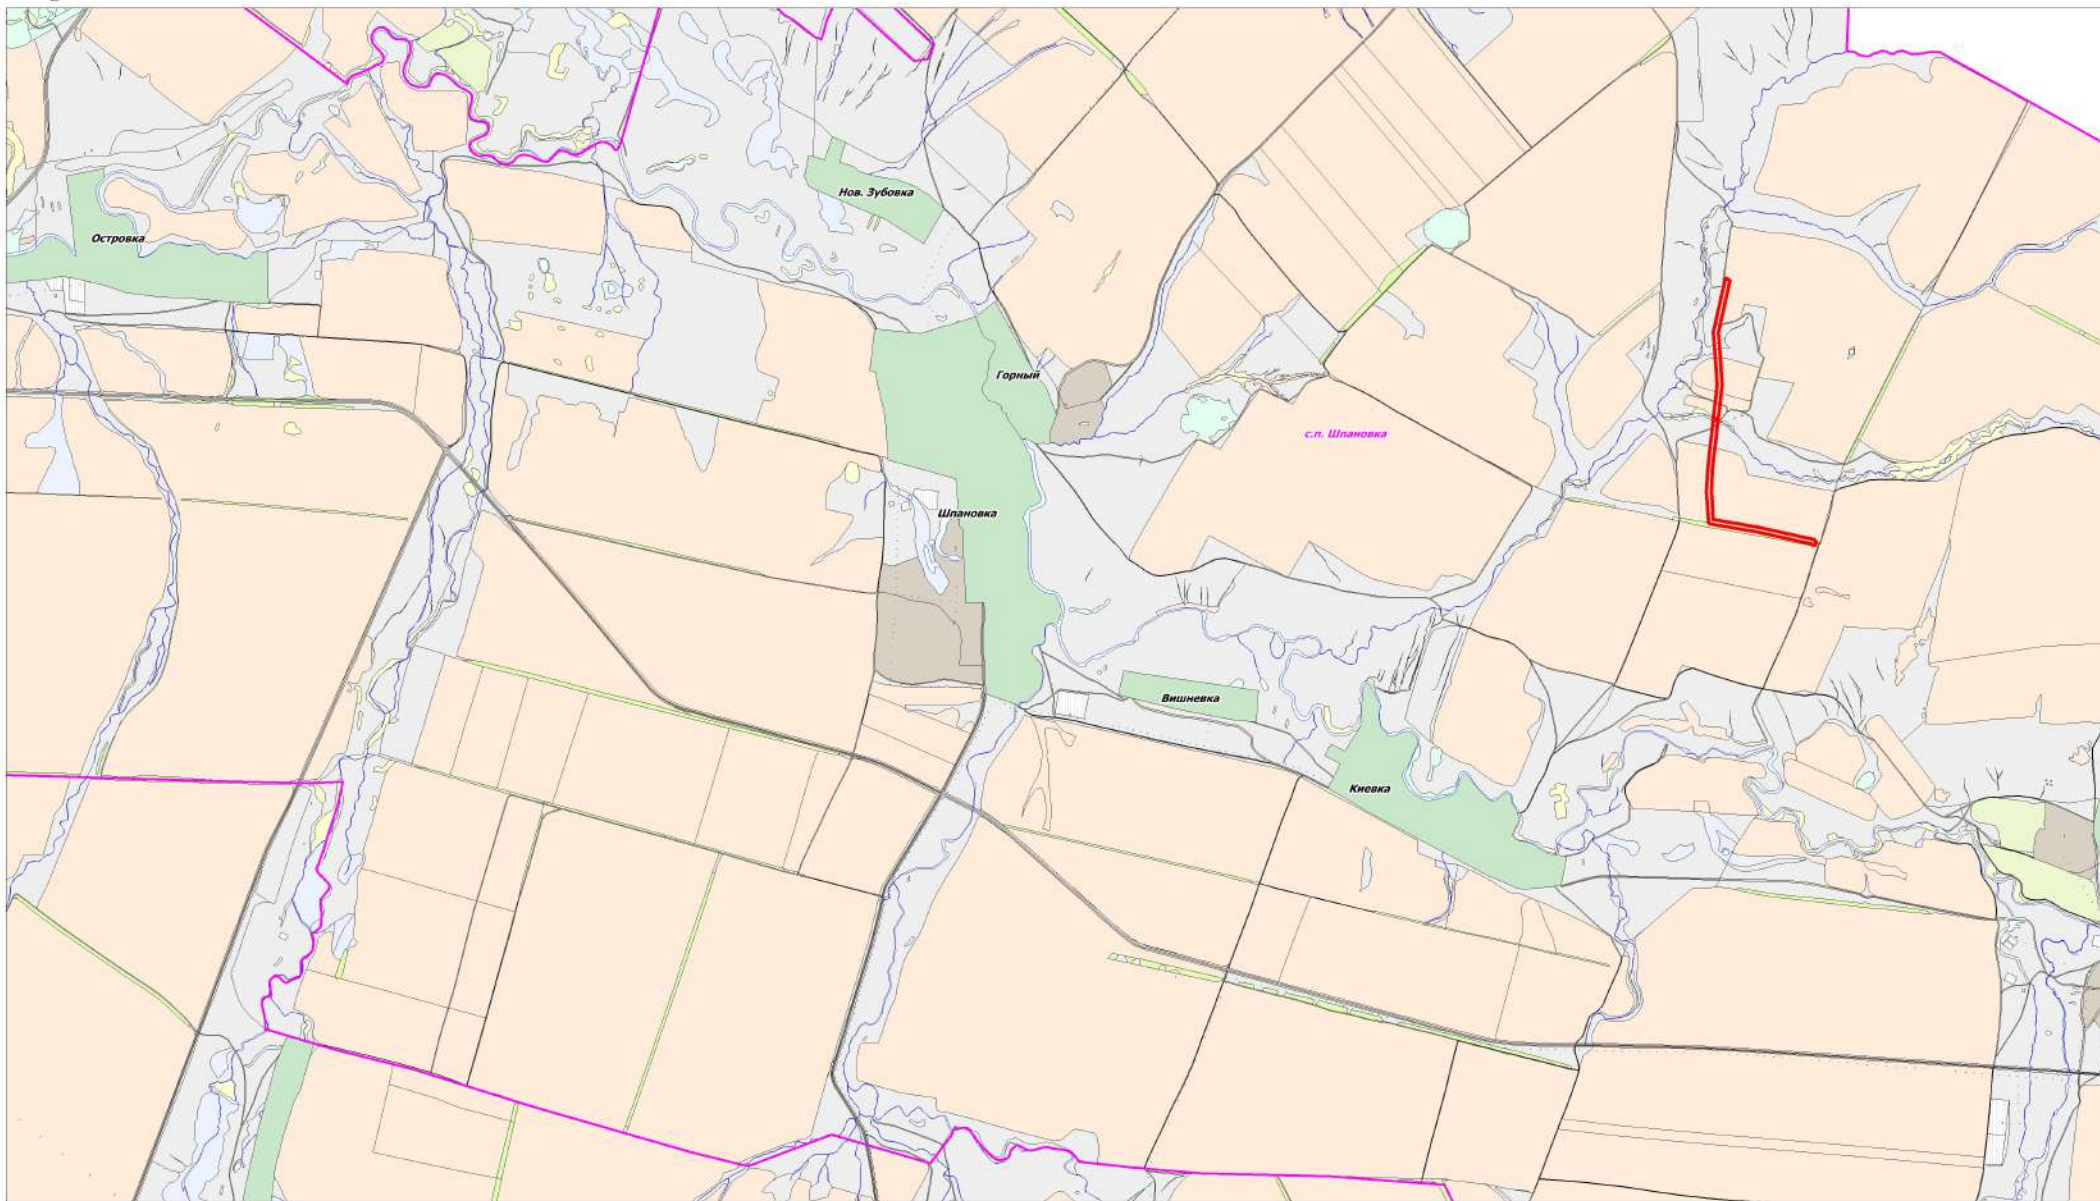 Нов. Зубовка
Островка
Горный
с.п. Шпановка
Шпановка
Вишневка
Киевка